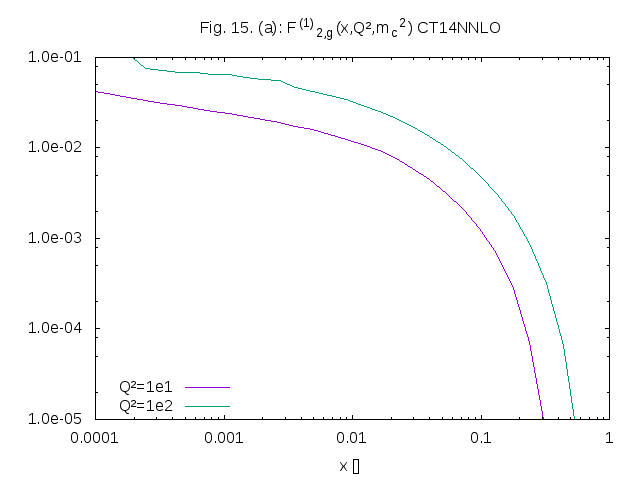 Fig. 15. (a): F⁽¹⁾₂,g(x,Q²,m_c²) CT14NNLO
1.0e-01
1.0e-02
1.0e-03
1.0e-04
1.0e-05
Q²=1e1
Q²=1e2
0.0001 0.001 0.01 0.1 1
x []